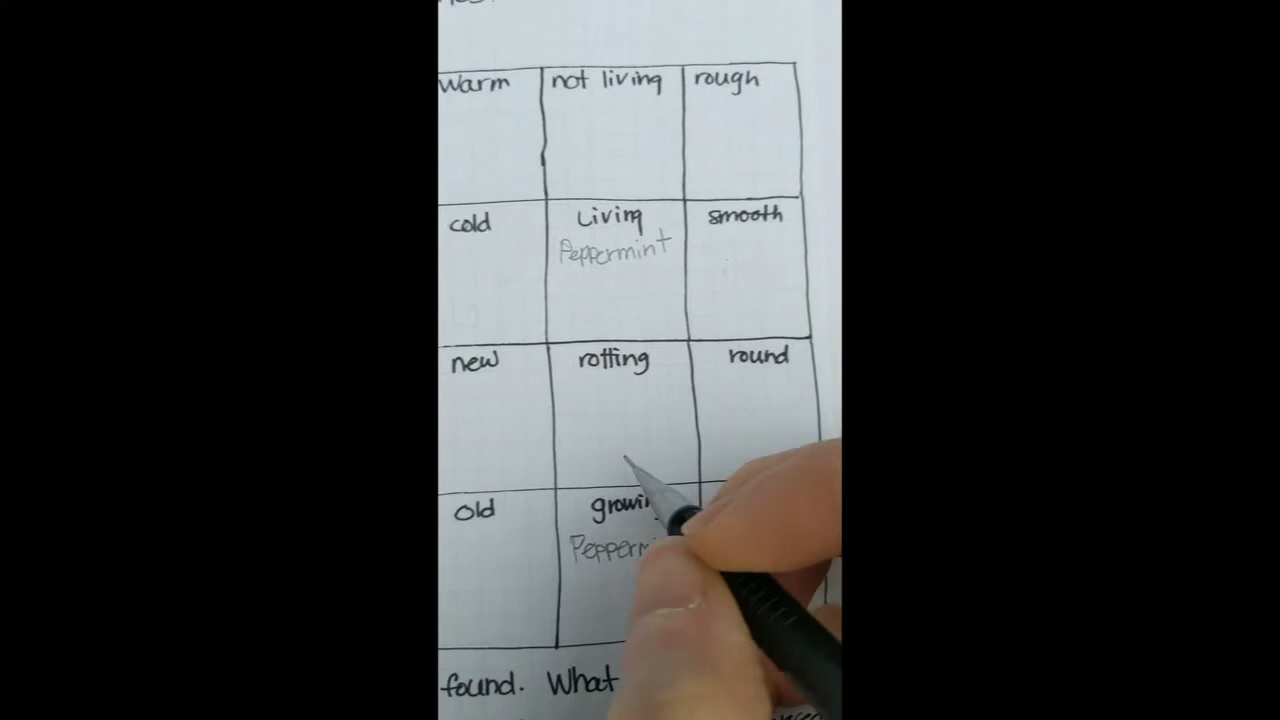 warm not living rough
cold Living smooth
Peppermint
new rotting round
old
found. What